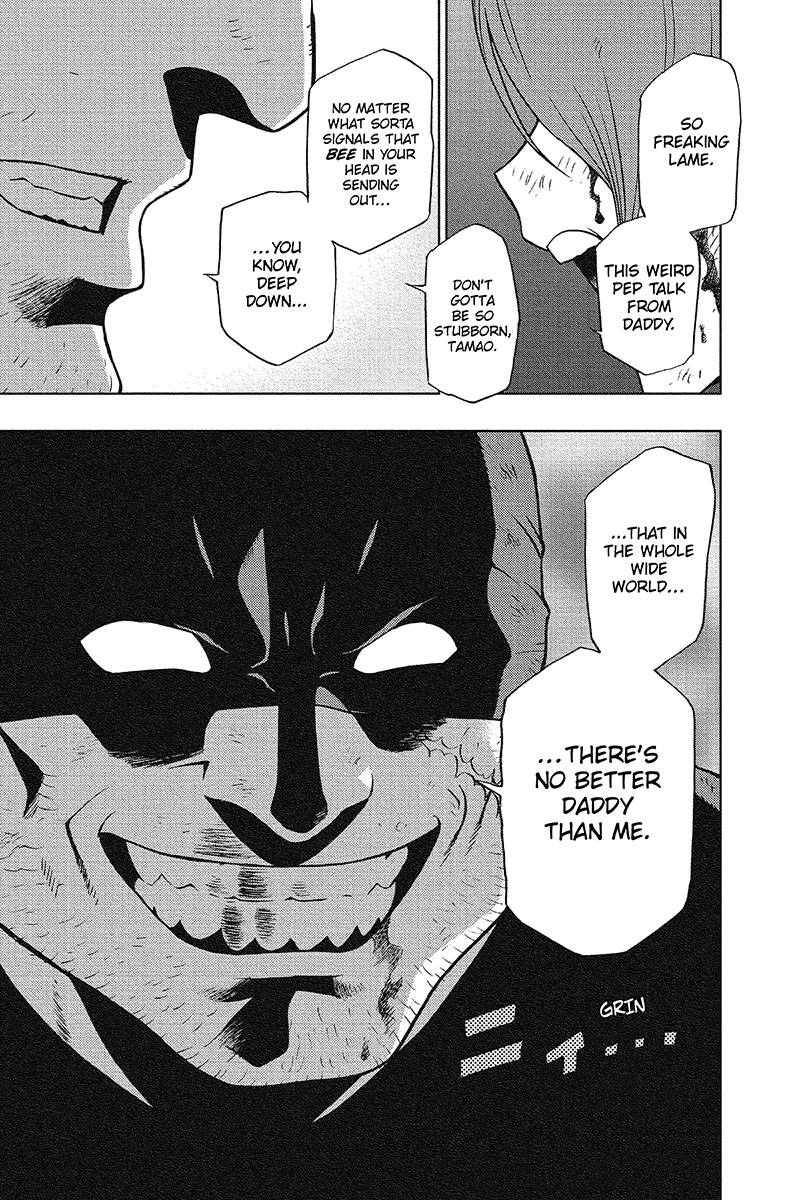 SO
FREAKING
LAME.
THIS WEIRD
PEP TALK
FROM
DADDY.
DON'T
GOTTA
BE SO
STUBBORN,
TAMAO.
NO MATTER
WHAT SORTA
SIGNALS THAT
BEE IN YOUR
HEAD IS
SENDING
OUT...
...YOU
KNOW,
DEEP
DOWN...
...THAT IN
THE WHOLE
WIDE
WORLD...
...THERE'S
NO BETTER
DADDY
THAN ME.
GRIN
ニィ...